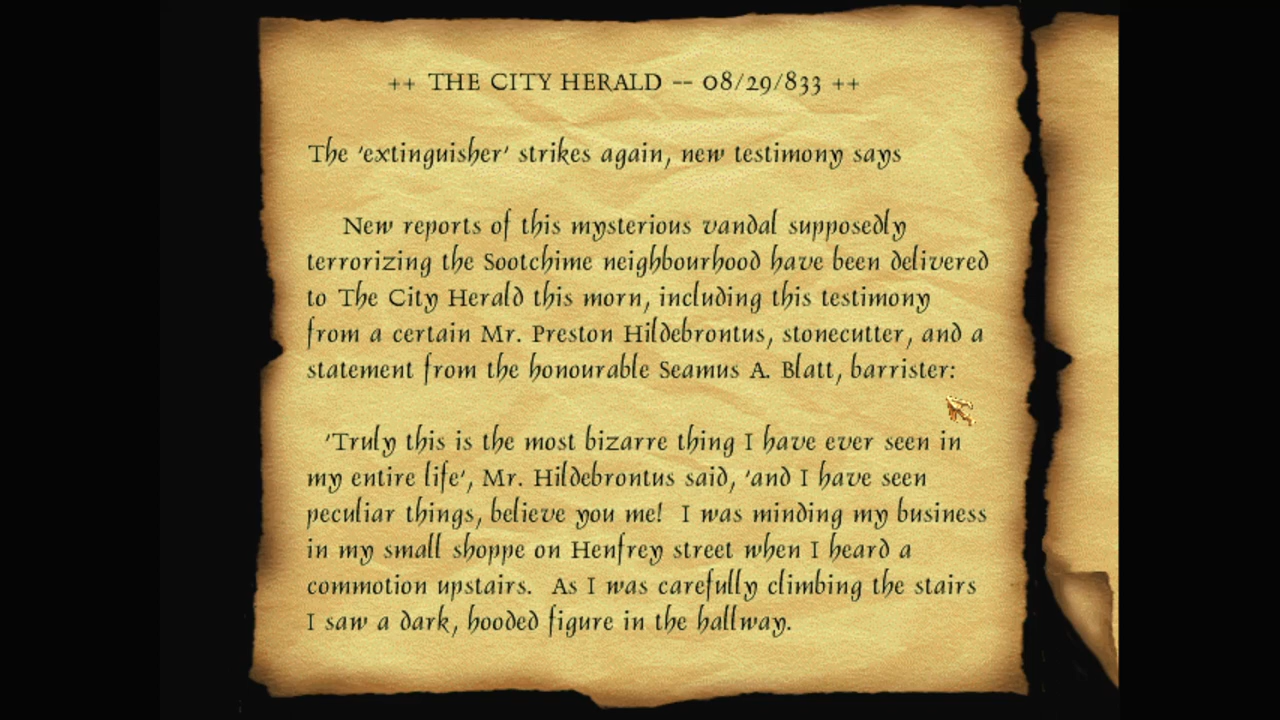 ++ THE CITY HERALD -- 08/29/833 ++
The 'extinguisher' strikes again, new testimony says
New reports of this mysterious vandal supposedly
terrorizing the Sootchime neighbourhood have been delivered
to The City Herald this morn, including this testimony
from a certain Mr. Preston Hildebrontus, stonecutter, and a
statement from the honourable Seamus A. Blatt, barrister:
'Truly this is the most bizarre thing I have ever seen in
my entire life', Mr. Hildebrontus said, 'and I have seen
peculiar things, believe you me!  I was minding my business
in my small shoppe on Henfrey street when I heard a
commotion upstairs.  As I was carefully climbing the stairs
I saw a dark, hooded figure in the hallway.